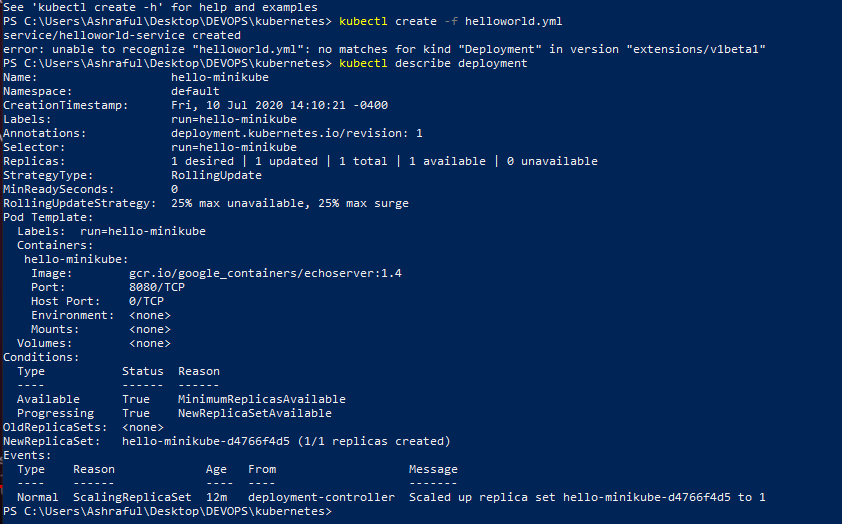 See 'kubectl create -h' for help and examples
PS C:\Users\Ashraful\Desktop\DEVOPS\kubernetes> kubectl create -f helloworld.yml
service/helloworld-service created
error: unable to recognize "helloworld.yml": no matches for kind "Deployment" in version "extensions/v1beta1"
PS C:\Users\Ashraful\Desktop\DEVOPS\kubernetes> kubectl describe deployment
Name:                   hello-minikube
Namespace:              default
CreationTimestamp:      Fri, 10 Jul 2020 14:10:21 -0400
Labels:                 run=hello-minikube
Annotations:            deployment.kubernetes.io/revision: 1
Selector:               run=hello-minikube
Replicas:               1 desired | 1 updated | 1 total | 1 available | 0 unavailable
StrategyType:           RollingUpdate
MinReadySeconds:        0
RollingUpdateStrategy:  25% max unavailable, 25% max surge
Pod Template:
  Labels:  run=hello-minikube
  Containers:
   hello-minikube:
    Image:        gcr.io/google_containers/echoserver:1.4
    Port:         8080/TCP
    Host Port:    0/TCP
    Environment:  <none>
    Mounts:       <none>
  Volumes:        <none>
Conditions:
  Type           Status  Reason
  ----           ------  ------
  Available      True    MinimumReplicasAvailable
  Progressing    True    NewReplicaSetAvailable
OldReplicaSets:  <none>
NewReplicaSet:   hello-minikube-d4766f4d5 (1/1 replicas created)
Events:
  Type    Reason             Age   From                   Message
  ----    ------             ----  ----                   -------
  Normal  ScalingReplicaSet  12m   deployment-controller  Scaled up replica set hello-minikube-d4766f4d5 to 1
PS C:\Users\Ashraful\Desktop\DEVOPS\kubernetes>